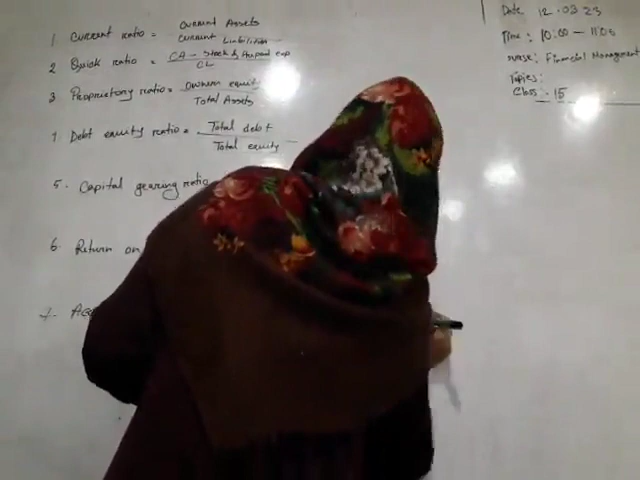 1 Current ratio = Current Assets
Current Liabilities
2 Quick ratio = CA - Stock & Prepaid exp
CL
3 Proprietory ratio = owners equity
Total Assets
4. Debt equity ratio = Total debt
Total equity
5. Capital gearing ratio
6. Return on
7.
Date 12.03 23
Time: 10:00 - 11:00
Financial Management
Topics:
Class: 15